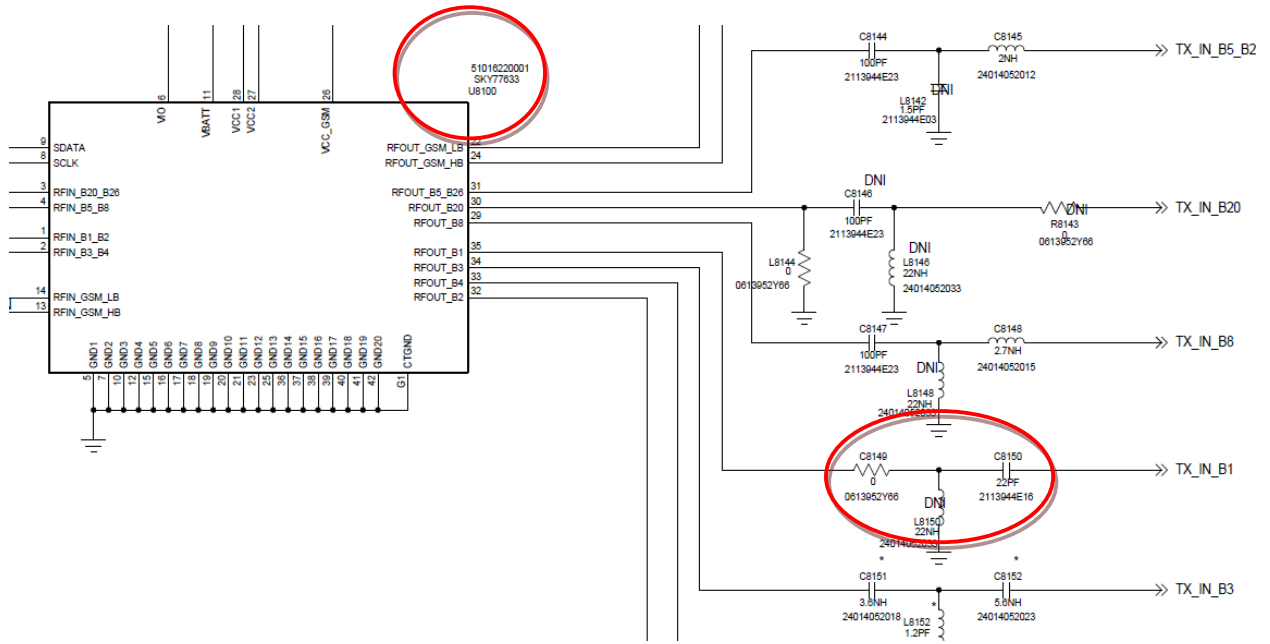 51016220001
SKY77633
U8100
VIO 6
VBATT 11
VCC1 28
VCC2 27
VCC_GSM 26
9 SDATA
8 SCLK
3 RFIN_B20_B26
4 RFIN_B5_B8
1 RFIN_B1_B2
2 RFIN_B3_B4
14 RFIN_GSM_LB
13 RFIN_GSM_HB
RFOUT_GSM_LB 22
RFOUT_GSM_HB 24
RFOUT_B5_B26 31
RFOUT_B20 30
RFOUT_B8 29
RFOUT_B1 35
RFOUT_B3 34
RFOUT_B4 33
RFOUT_B2 32
GND1 5
GND2 7
GND3 10
GND4 12
GND5 15
GND6 16
GND7 17
GND8 18
GND9 19
GND10 20
GND11 21
GND12 23
GND13 25
GND14 36
GND15 37
GND16 38
GND17 39
GND18 40
GND19 41
GND20 42
CTGND G1
C8144
100PF
2113944E23
C8145
2NH
24014052012
TX_IN_B5_B2
DNI
L8142
1.5PF
2113944E03
DNI
C8146
100PF
2113944E23
DNI
R8143
0
0613952Y66
TX_IN_B20
L8144
0
0613952Y66
DNI
L8146
22NH
24014052033
C8147
100PF
2113944E23
C8148
2.7NH
24014052015
TX_IN_B8
DNI
L8148
22NH
24014052033
C8149
0
0613952Y66
C8150
22PF
2113944E16
TX_IN_B1
DNI
L8150
22NH
24014052033
*
C8151
3.6NH
24014052018
*
C8152
5.6NH
24014052023
TX_IN_B3
*
L8152
1.2PF